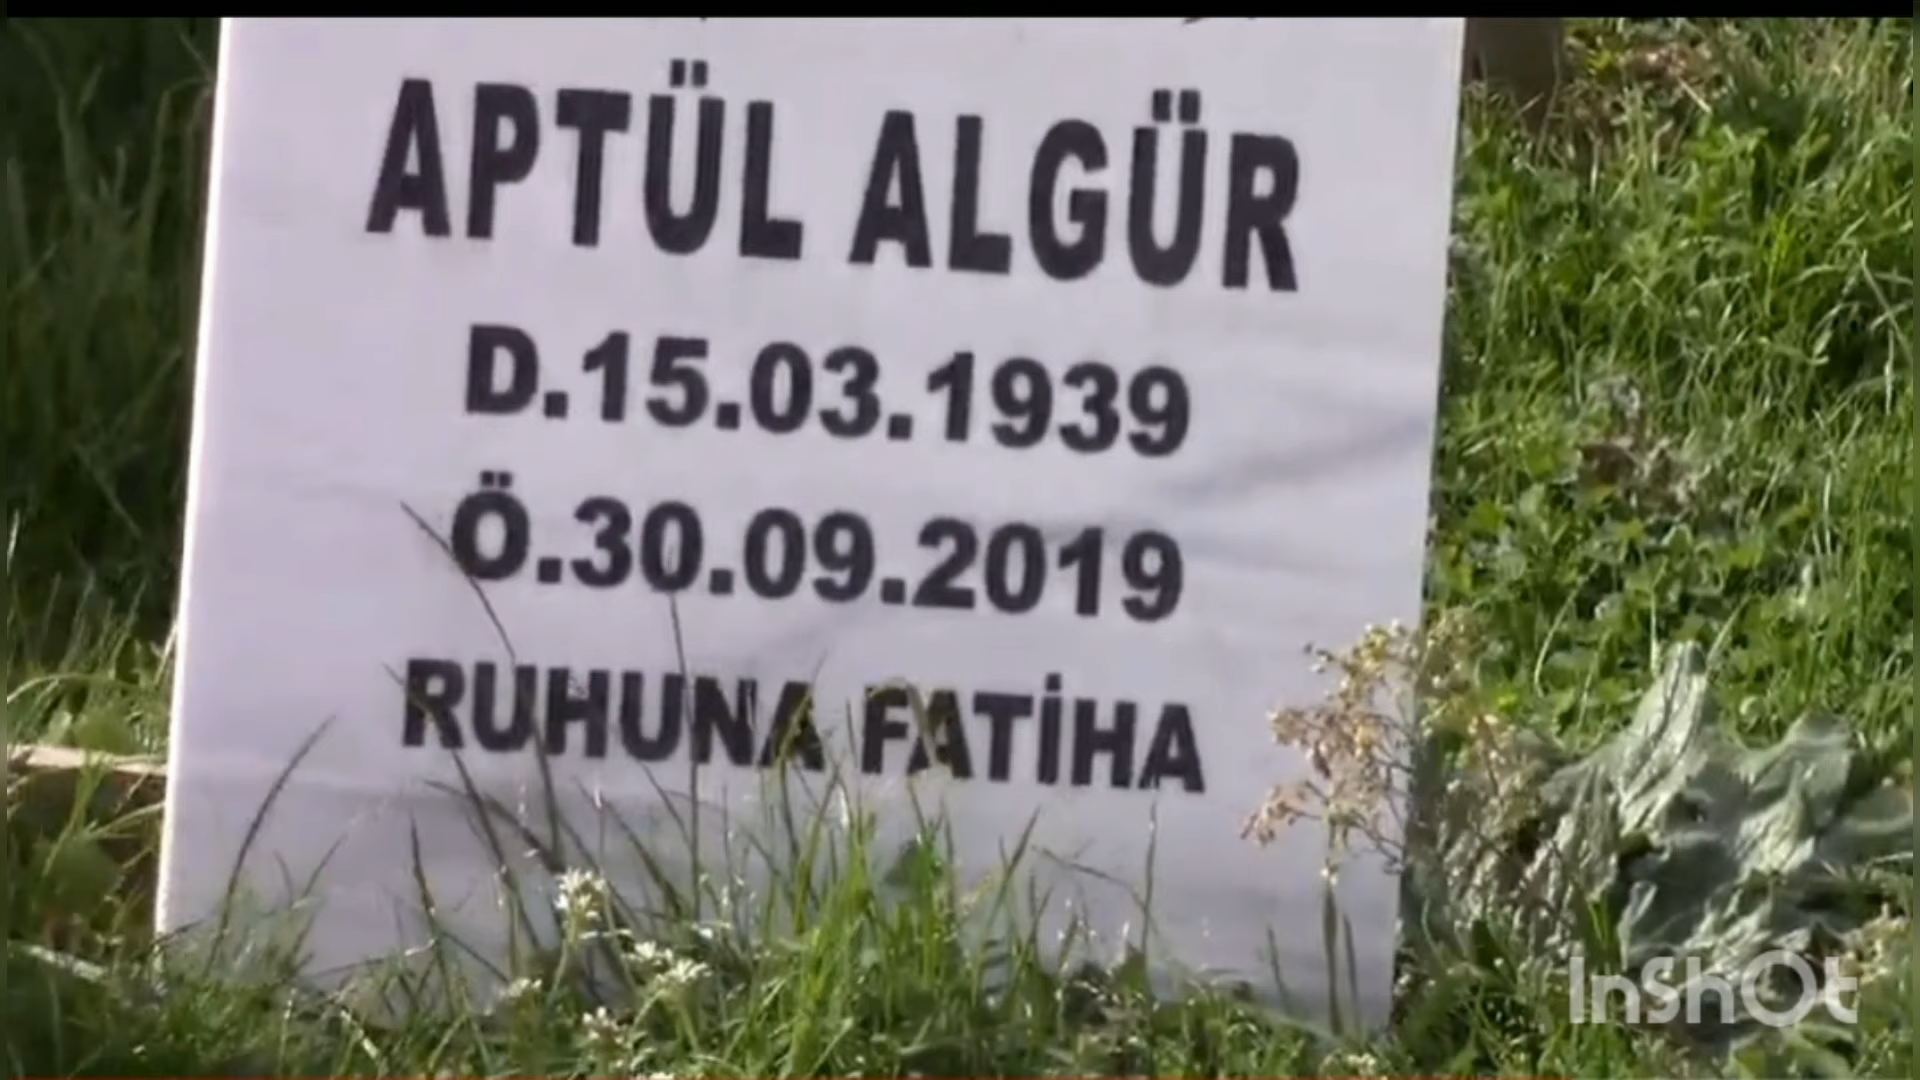 APTÜL ALGÜR
D.15.03.1939
Ö.30.09.2019
RUHUNA FATİHA
InShOt